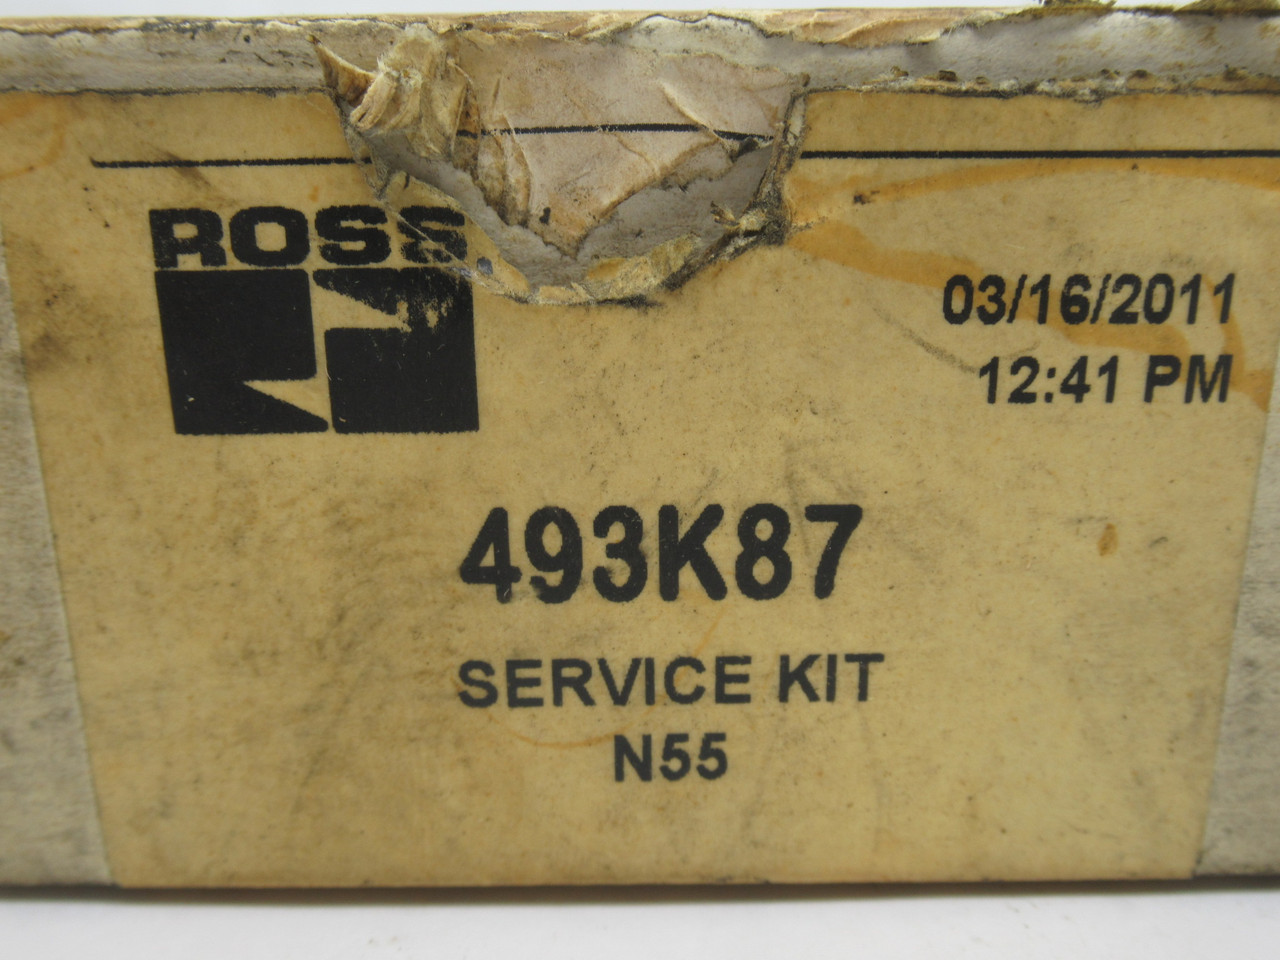 ROSS
03/16/2011
12:41 PM
493K87
SERVICE KIT
N55